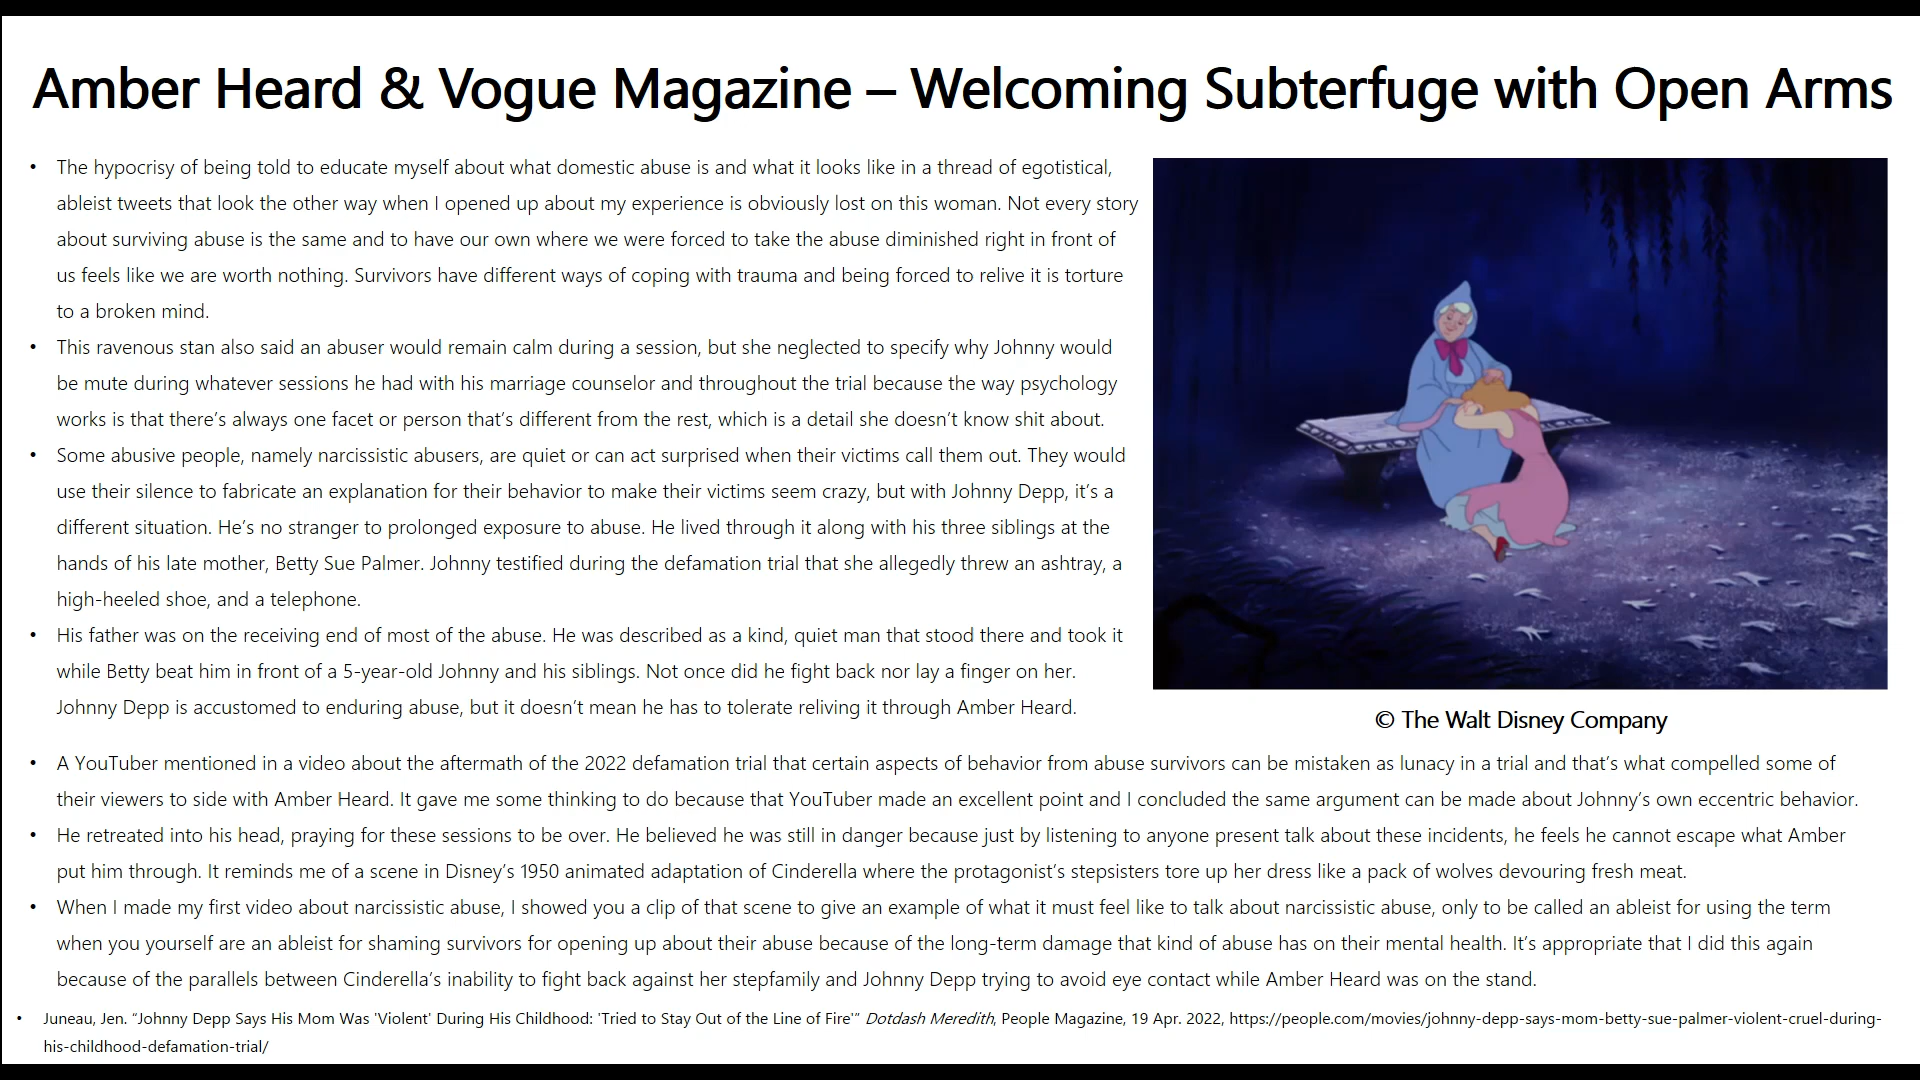 Amber Heard & Vogue Magazine – Welcoming Subterfuge with Open Arms
• The hypocrisy of being told to educate myself about what domestic abuse is and what it looks like in a thread of egotistical,
ableist tweets that look the other way when I opened up about my experience is obviously lost on this woman. Not every story
about surviving abuse is the same and to have our own where we were forced to take the abuse diminished right in front of
us feels like we are worth nothing. Survivors have different ways of coping with trauma and being forced to relive it is torture
to a broken mind.
• This ravenous stan also said an abuser would remain calm during a session, but she neglected to specify why Johnny would
be mute during whatever sessions he had with his marriage counselor and throughout the trial because the way psychology
works is that there’s always one facet or person that’s different from the rest, which is a detail she doesn’t know shit about.
• Some abusive people, namely narcissistic abusers, are quiet or can act surprised when their victims call them out. They would
use their silence to fabricate an explanation for their behavior to make their victims seem crazy, but with Johnny Depp, it’s a
different situation. He’s no stranger to prolonged exposure to abuse. He lived through it along with his three siblings at the
hands of his late mother, Betty Sue Palmer. Johnny testified during the defamation trial that she allegedly threw an ashtray, a
high-heeled shoe, and a telephone.
• His father was on the receiving end of most of the abuse. He was described as a kind, quiet man that stood there and took it
while Betty beat him in front of a 5-year-old Johnny and his siblings. Not once did he fight back nor lay a finger on her.
Johnny Depp is accustomed to enduring abuse, but it doesn’t mean he has to tolerate reliving it through Amber Heard.
© The Walt Disney Company
• A YouTuber mentioned in a video about the aftermath of the 2022 defamation trial that certain aspects of behavior from abuse survivors can be mistaken as lunacy in a trial and that’s what compelled some of
their viewers to side with Amber Heard. It gave me some thinking to do because that YouTuber made an excellent point and I concluded the same argument can be made about Johnny’s own eccentric behavior.
• He retreated into his head, praying for these sessions to be over. He believed he was still in danger because just by listening to anyone present talk about these incidents, he feels he cannot escape what Amber
put him through. It reminds me of a scene in Disney’s 1950 animated adaptation of Cinderella where the protagonist’s stepsisters tore up her dress like a pack of wolves devouring fresh meat.
• When I made my first video about narcissistic abuse, I showed you a clip of that scene to give an example of what it must feel like to talk about narcissistic abuse, only to be called an ableist for using the term
when you yourself are an ableist for shaming survivors for opening up about their abuse because of the long-term damage that kind of abuse has on their mental health. It’s appropriate that I did this again
because of the parallels between Cinderella’s inability to fight back against her stepfamily and Johnny Depp trying to avoid eye contact while Amber Heard was on the stand.
• Juneau, Jen. “Johnny Depp Says His Mom Was 'Violent' During His Childhood: 'Tried to Stay Out of the Line of Fire'” Dotdash Meredith, People Magazine, 19 Apr. 2022, https://people.com/movies/johnny-depp-says-mom-betty-sue-palmer-violent-cruel-during-
his-childhood-defamation-trial/